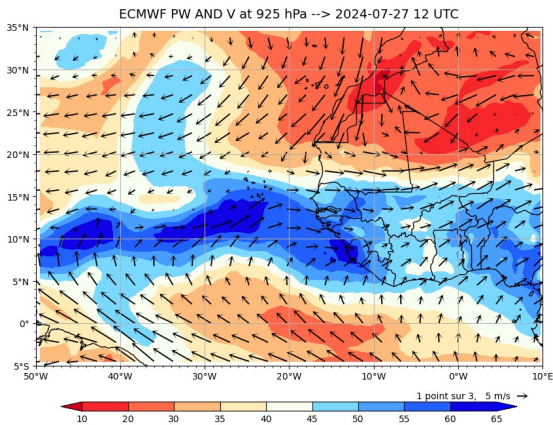 ECMWF PW AND V at 925 hPa --> 2024-07-27 12 UTC
35°N
30°N
25°N
20°N
15°N
10°N
5°N
0°
5°S
50°W 40°W 30°W 20°W 10°W 0°W 10°E
1 point sur 3, 5 m/s
10 20 30 35 40 45 50 55 60 65